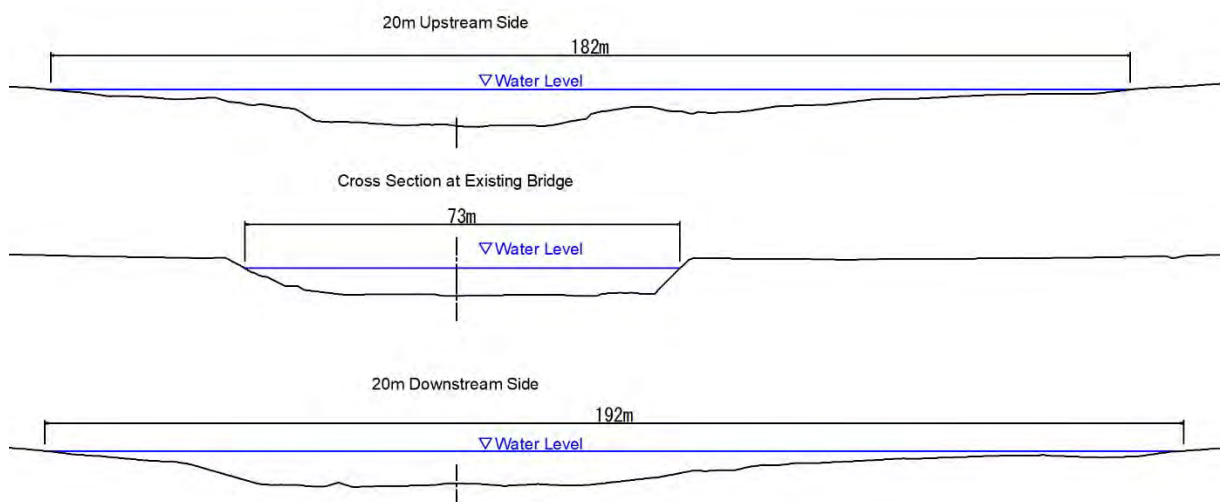 20m Upstream Side
182m
▽Water Level
Cross Section at Existing Bridge
73m
▽Water Level
20m Downstream Side
192m
▽Water Level